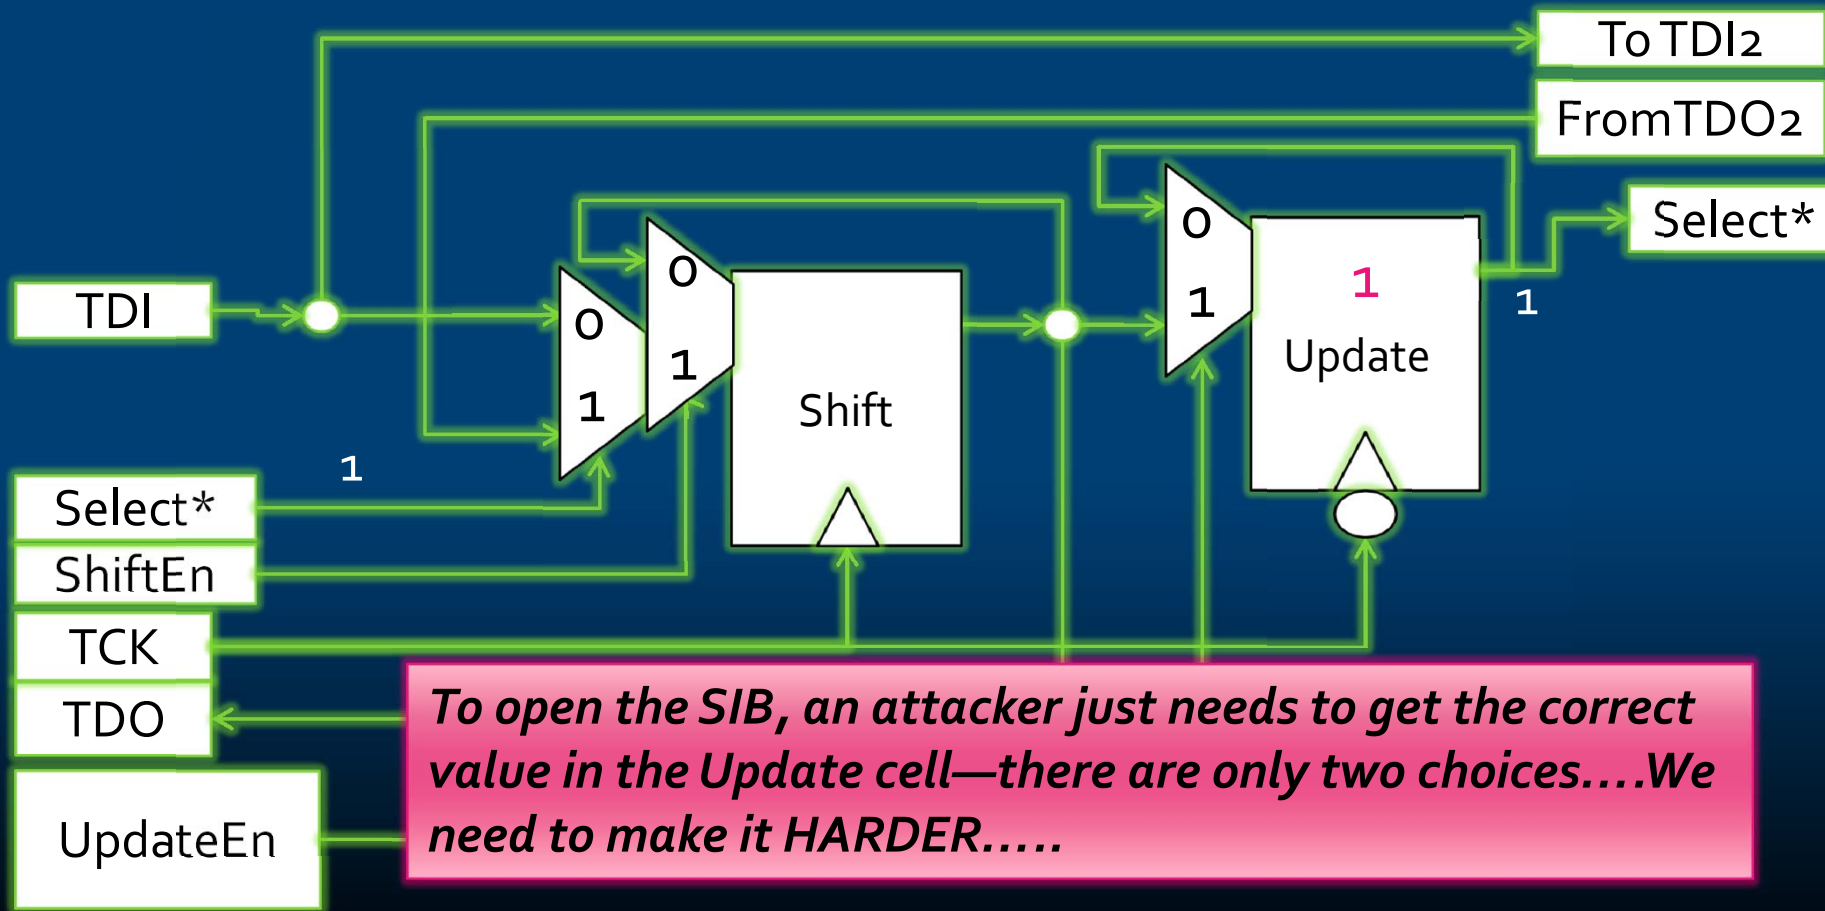 To TDI2
FromTDO2
Select*
0
1
1
Update
1
TDI
0
1
0
1
Shift
1
Select*
ShiftEn
TCK
TDO
UpdateEn
To open the SIB, an attacker just needs to get the correct
value in the Update cell—there are only two choices....We
need to make it HARDER.....